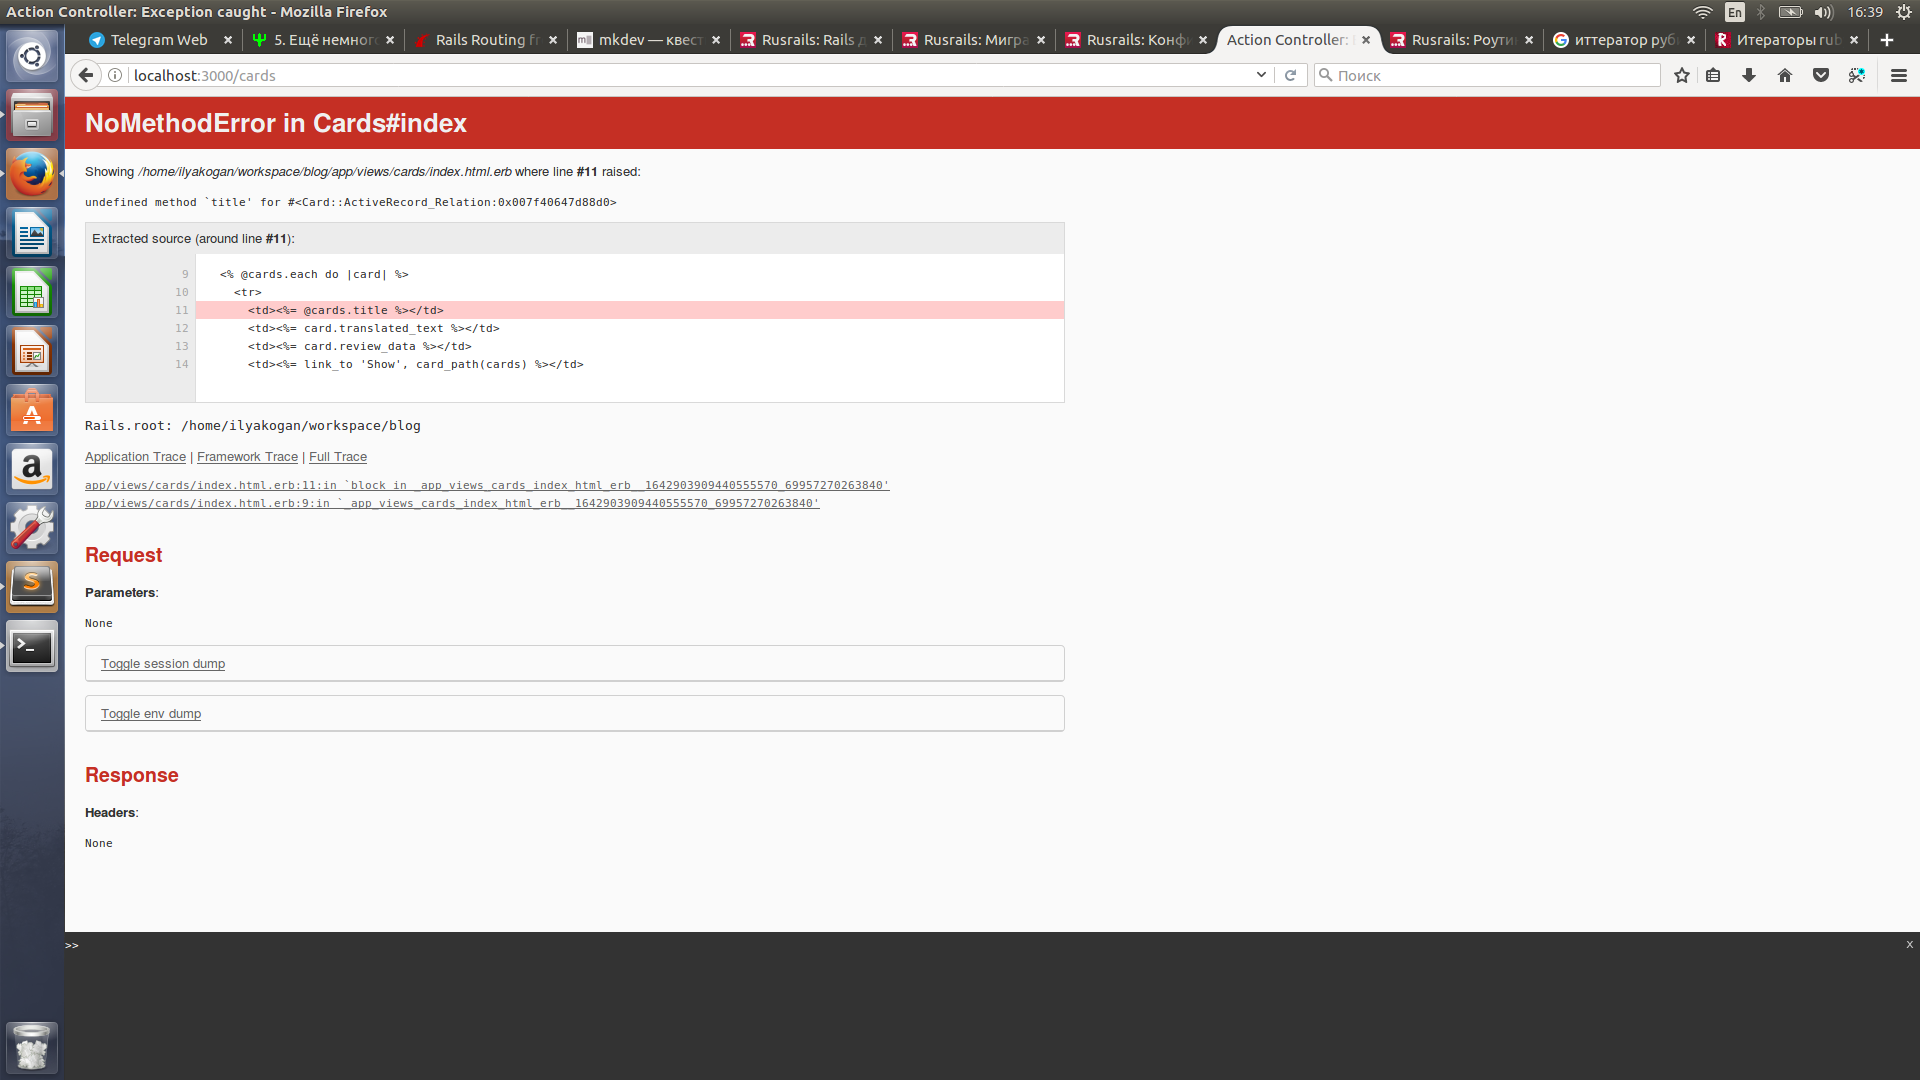 Action Controller: Exception caught - Mozilla Firefox
En
16:39
Telegram Web
5. Ещё немног
Rails Routing fr
mkdev — квест
Rusrails: Rails д
Rusrails: Мигра
Rusrails: Конфи
Action Controller:
Rusrails: Роути
иттератор руб
Итераторы rub
localhost:3000/cards
Поиск
NoMethodError in Cards#index
Showing /home/ilyakogan/workspace/blog/app/views/cards/index.html.erb where line #11 raised:
undefined method `title' for #<Card::ActiveRecord_Relation:0x007f40647d88d0>
Extracted source (around line #11):
9 <% @cards.each do |card| %>
10 <tr>
11 <td><%= @cards.title %></td>
12 <td><%= card.translated_text %></td>
13 <td><%= card.review_data %></td>
14 <td><%= link_to 'Show', card_path(cards) %></td>
Rails.root: /home/ilyakogan/workspace/blog
Application Trace | Framework Trace | Full Trace
app/views/cards/index.html.erb:11:in `block in _app_views_cards_index_html_erb__1642903909440555570_69957270263840'
app/views/cards/index.html.erb:9:in `_app_views_cards_index_html_erb__1642903909440555570_69957270263840'
Request
Parameters:
None
Toggle session dump
Toggle env dump
Response
Headers:
None
>>
x